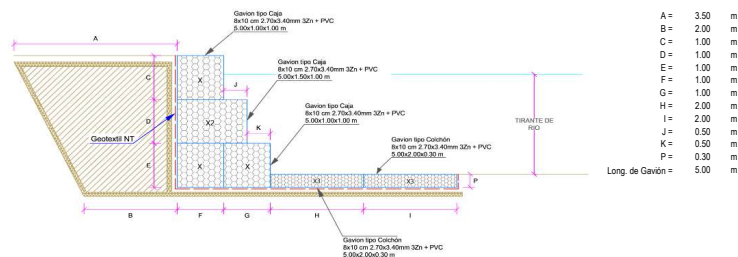 Gavion tipo Caja
8x10 cm 2.70x3.40mm 3Zn + PVC
5.00x1.00x1.00 m
Gavion tipo Caja
8x10 cm 2.70x3.40mm 3Zn + PVC
5.00x1.50x1.00 m
Gavion tipo Caja
8x10 cm 2.70x3.40mm 3Zn + PVC
5.00x1.00x1.00 m
Gavion tipo Colchón
8x10 cm 2.70x3.40mm 3Zn + PVC
5.00x2.00x0.30 m
Gavion tipo Colchón
8x10 cm 2.70x3.40mm 3Zn + PVC
5.00x2.00x0.30 m
Geotextil NT
TIRANTE DE
RIO
A
C
D
E
J
K
P
X
X2
X
X
X3
X3
B
F
G
H
I
A = 3.50 m
B = 2.00 m
C = 1.00 m
D = 1.00 m
E = 1.00 m
F = 1.00 m
G = 1.00 m
H = 2.00 m
I = 2.00 m
J = 0.50 m
K = 0.50 m
P = 0.30 m
Long. de Gavión = 5.00 m